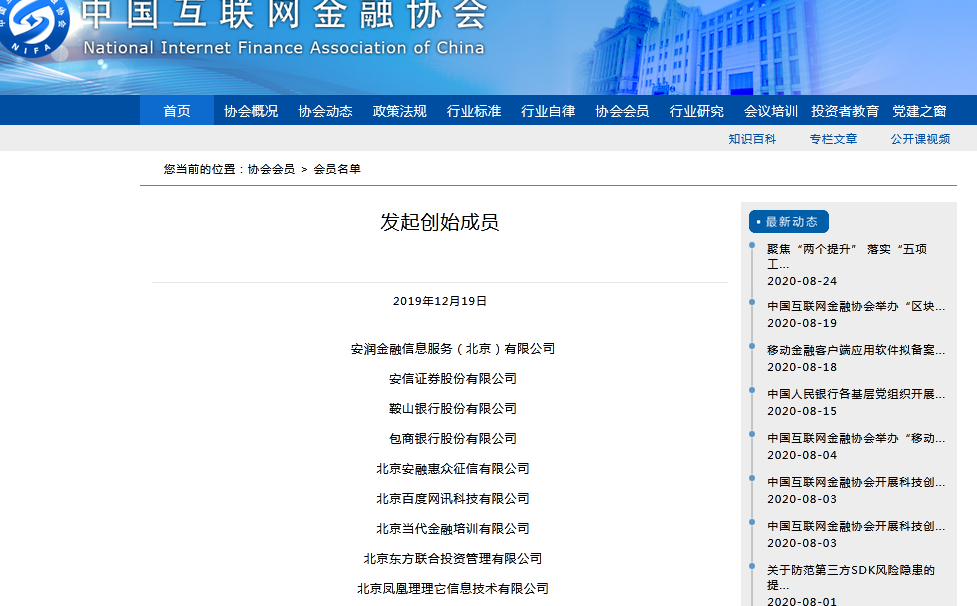 中国互联网金融协会
National Internet Finance Association of China
NIFA
首页 协会概况 协会动态 政策法规 行业标准 行业自律 协会会员 行业研究 会议培训 投资者教育 党建之窗
知识百科 专栏文章 公开课视频
您当前的位置：协会会员 > 会员名单
发起创始成员
2019年12月19日
安润金融信息服务（北京）有限公司
安信证券股份有限公司
鞍山银行股份有限公司
包商银行股份有限公司
北京安融惠众征信有限公司
北京百度网讯科技有限公司
北京当代金融培训有限公司
北京东方联合投资管理有限公司
北京凤凰理理它信息技术有限公司
• 最新动态
聚焦“两个提升” 落实“五项
工...
2020-08-24
中国互联网金融协会举办“区块...
2020-08-19
移动金融客户端应用软件拟备案...
2020-08-18
中国人民银行各基层党组织开展...
2020-08-15
中国互联网金融协会举办“移动...
2020-08-04
中国互联网金融协会开展科技创...
2020-08-03
中国互联网金融协会开展科技创...
2020-08-03
关于防范第三方SDK风险隐患的
提...
2020-08-01